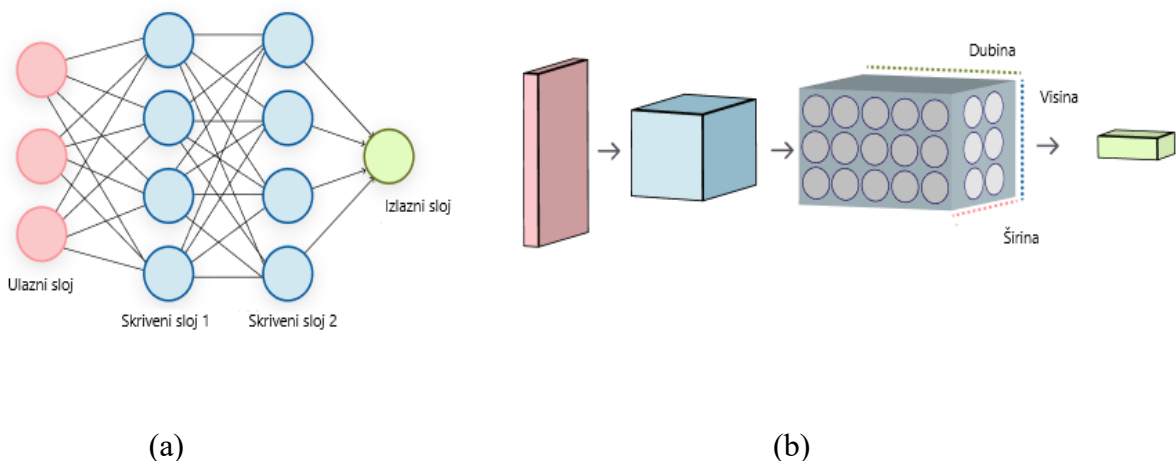 Ulazni sloj
Skriveni sloj 1
Skriveni sloj 2
Izlazni sloj
(a)
Dubina
Visina
Širina
(b)